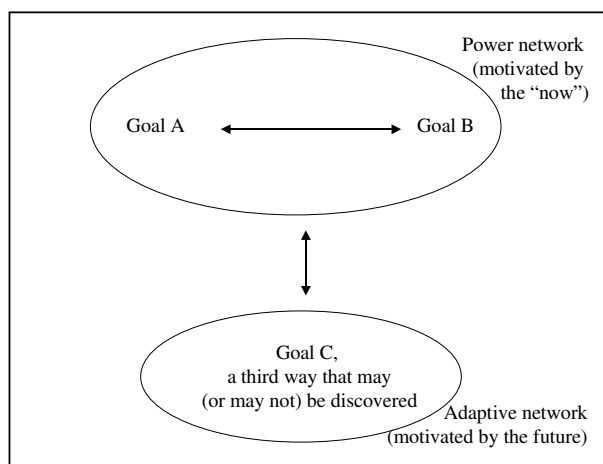 Power network
(motivated by
the “now”)
Goal A
Goal B
Goal C,
a third way that may
(or may not) be discovered
Adaptive network
(motivated by the future)